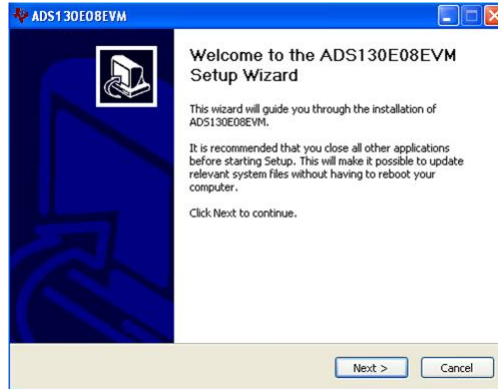 ADS130E08EVM
Welcome to the ADS130E08EVM
Setup Wizard
This wizard will guide you through the installation of
ADS130E08EVM.
It is recommended that you close all other applications
before starting Setup. This will make it possible to update
relevant system files without having to reboot your
computer.
Click Next to continue.
Next >
Cancel